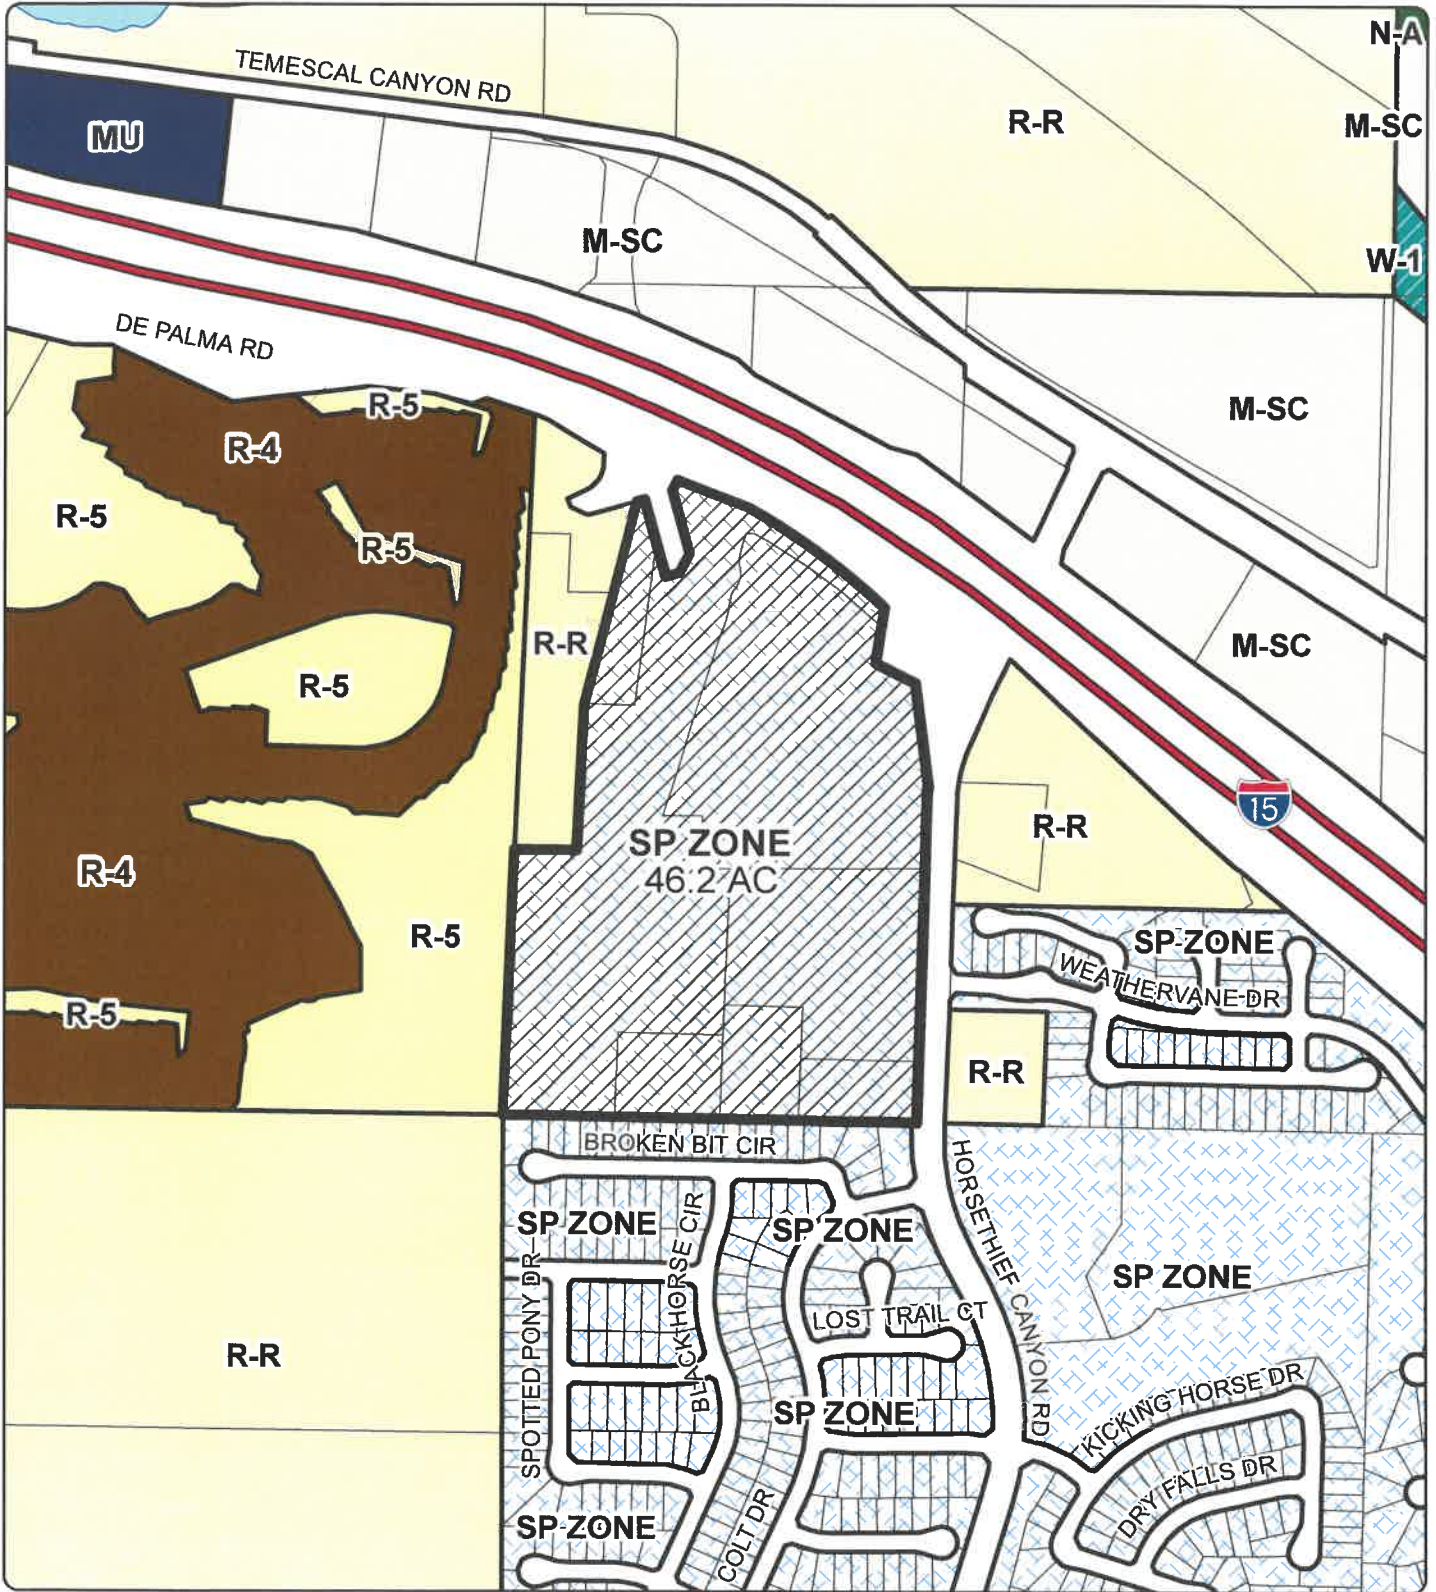 N-A
TEMESCAL CANYON RD
R-R
M-SC
MU
M-SC
W-1
DE PALMA RD
R-5
M-SC
R-4
R-5
R-5
R-R
M-SC
R-5
15
R-R
SP ZONE
46.2 AC
R-4
R-5
SP ZONE
WEATHERVANE DR
R-5
R-R
BROKEN BIT CIR
HORSETHIEF CANYON RD
SP ZONE
BLACK HORSE CIR
SP ZONE
SP ZONE
SPOTTED PONY DR
LOST TRAIL CT
R-R
SP ZONE
KICKING HORSE DR
DRY FALLS DR
SP ZONE
COLT DR